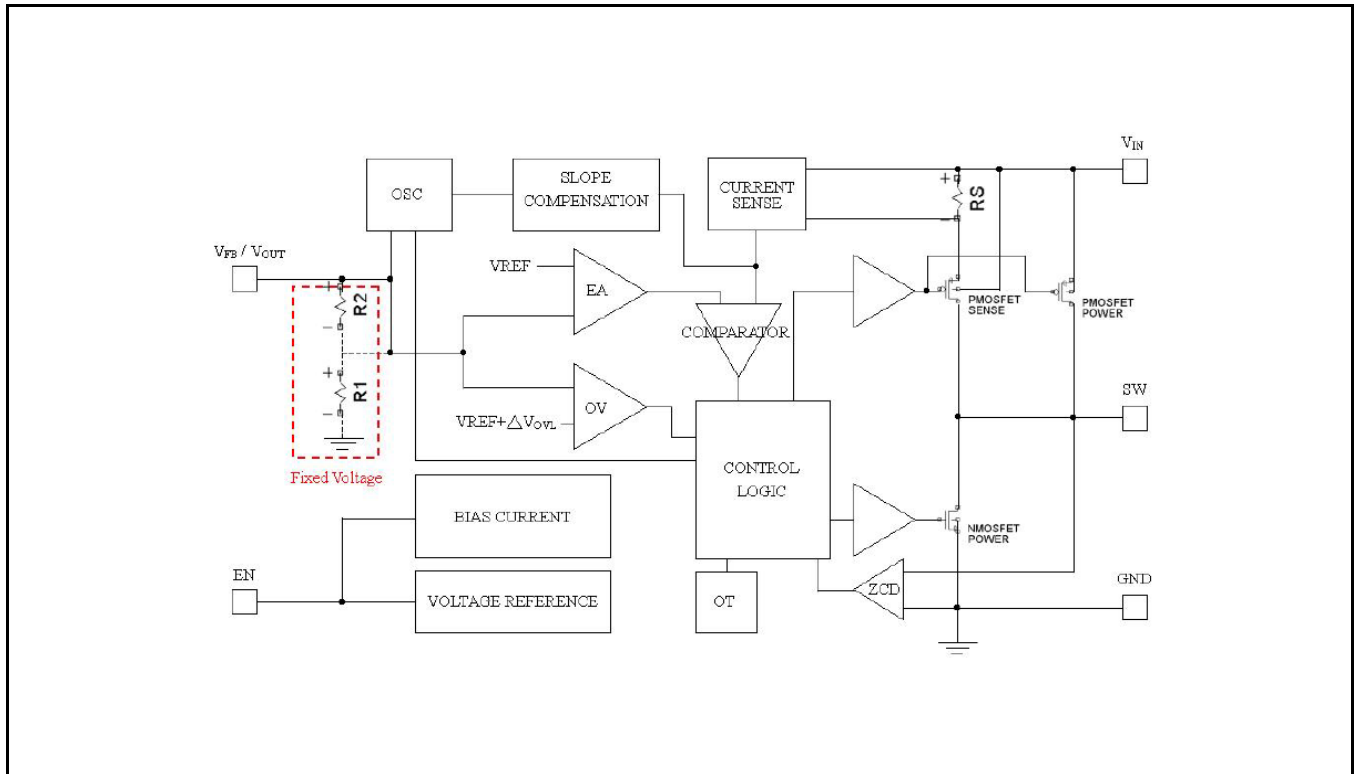 VIN
OSC
SLOPE
COMPENSATION
CURRENT
SENSE
+
RS
−
VFB / VOUT
VREF
EA
+
R2
−
COMPARATOR
PMOSFET
SENSE
PMOSFET
POWER
+
R1
−
OV
VREF+△VOVL
SW
Fixed Voltage
CONTROL
LOGIC
BIAS CURRENT
NMOSFET
POWER
EN
VOLTAGE REFERENCE
OT
ZCD
GND